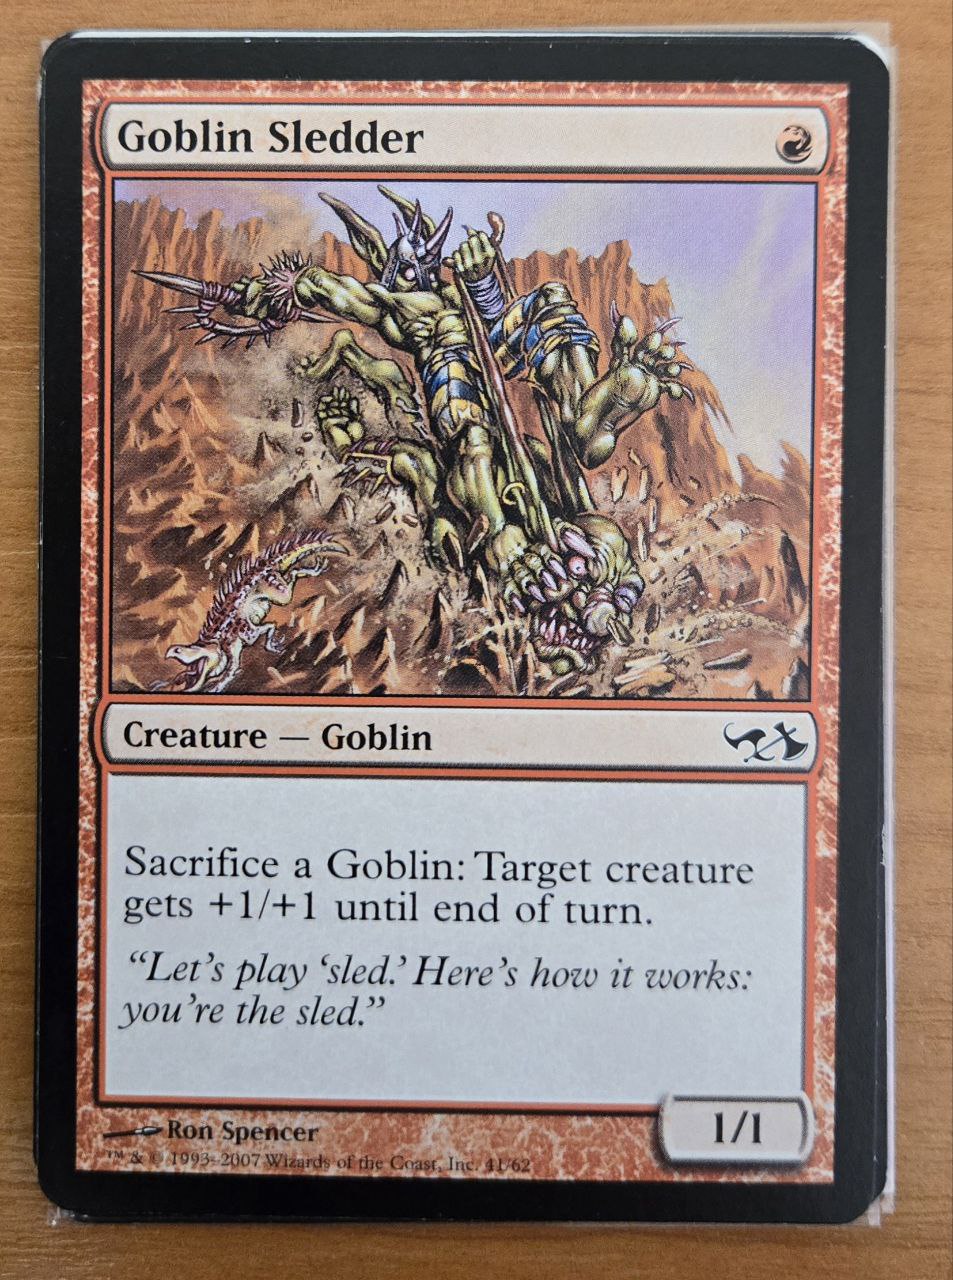 Goblin Sledder
Creature — Goblin
Sacrifice a Goblin: Target creature
gets +1/+1 until end of turn.
“Let’s play ‘sled.’ Here’s how it works:
you’re the sled.”
1/1
Ron Spencer
™ & © 1993–2007 Wizards of the Coast, Inc. 41/62